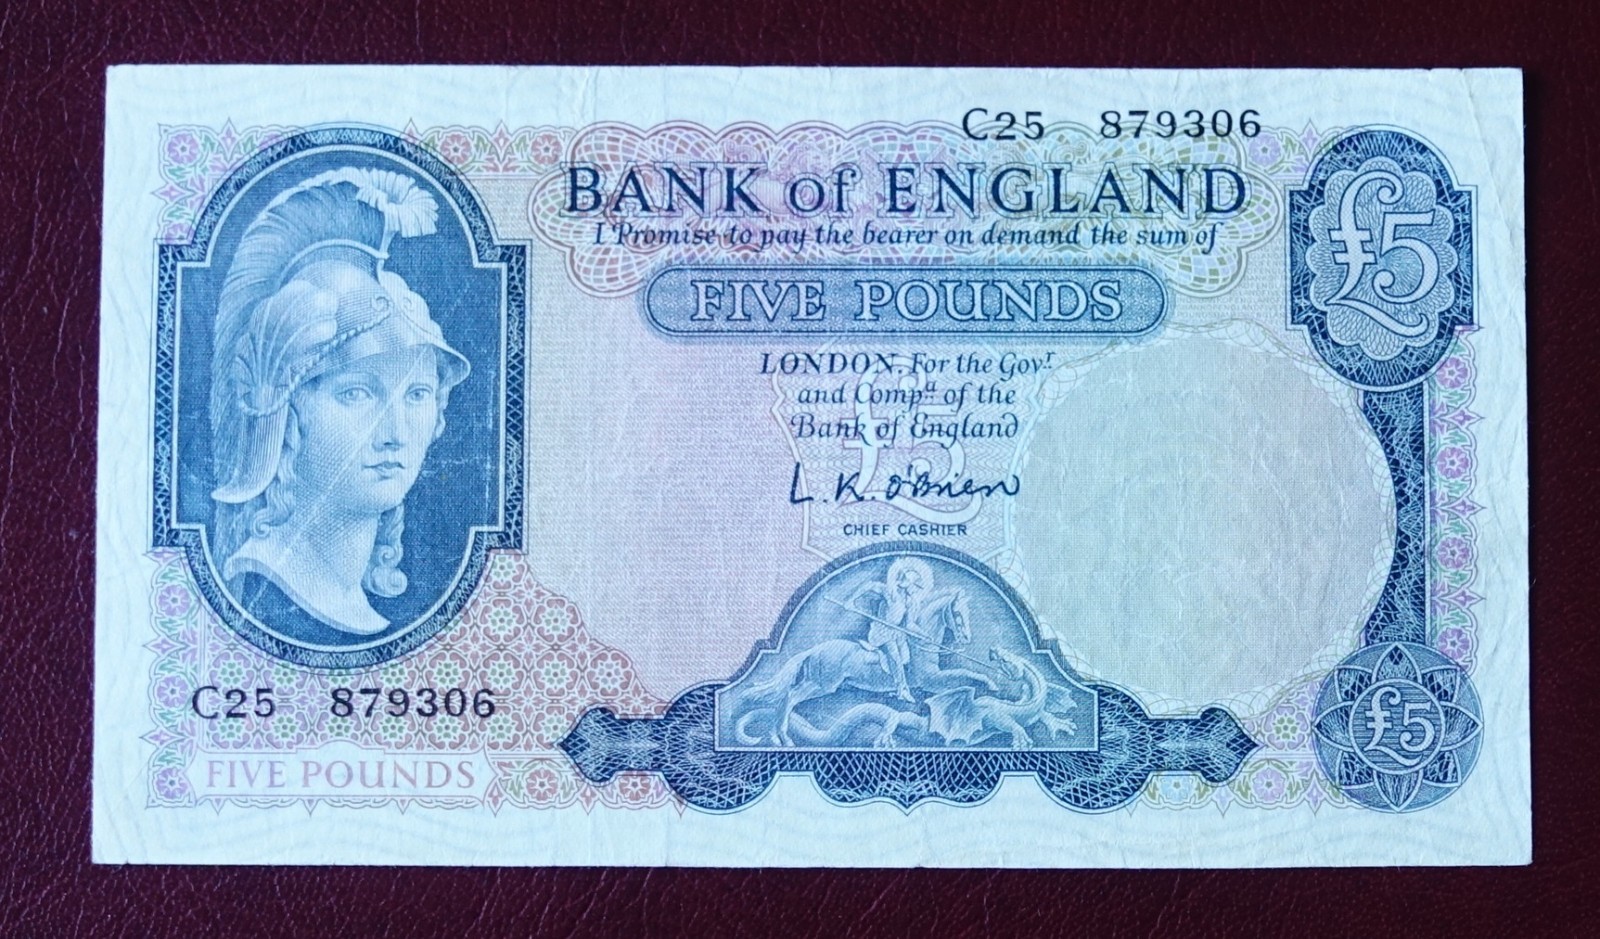 C25 879306
BANK of ENGLAND
I Promise to pay the bearer on demand the sum of
£5
FIVE POUNDS
LONDON. For the Govr
and Compa of the
Bank of England
£5
L.K. O'Brien
CHIEF CASHIER
C25 879306
£5
FIVE POUNDS